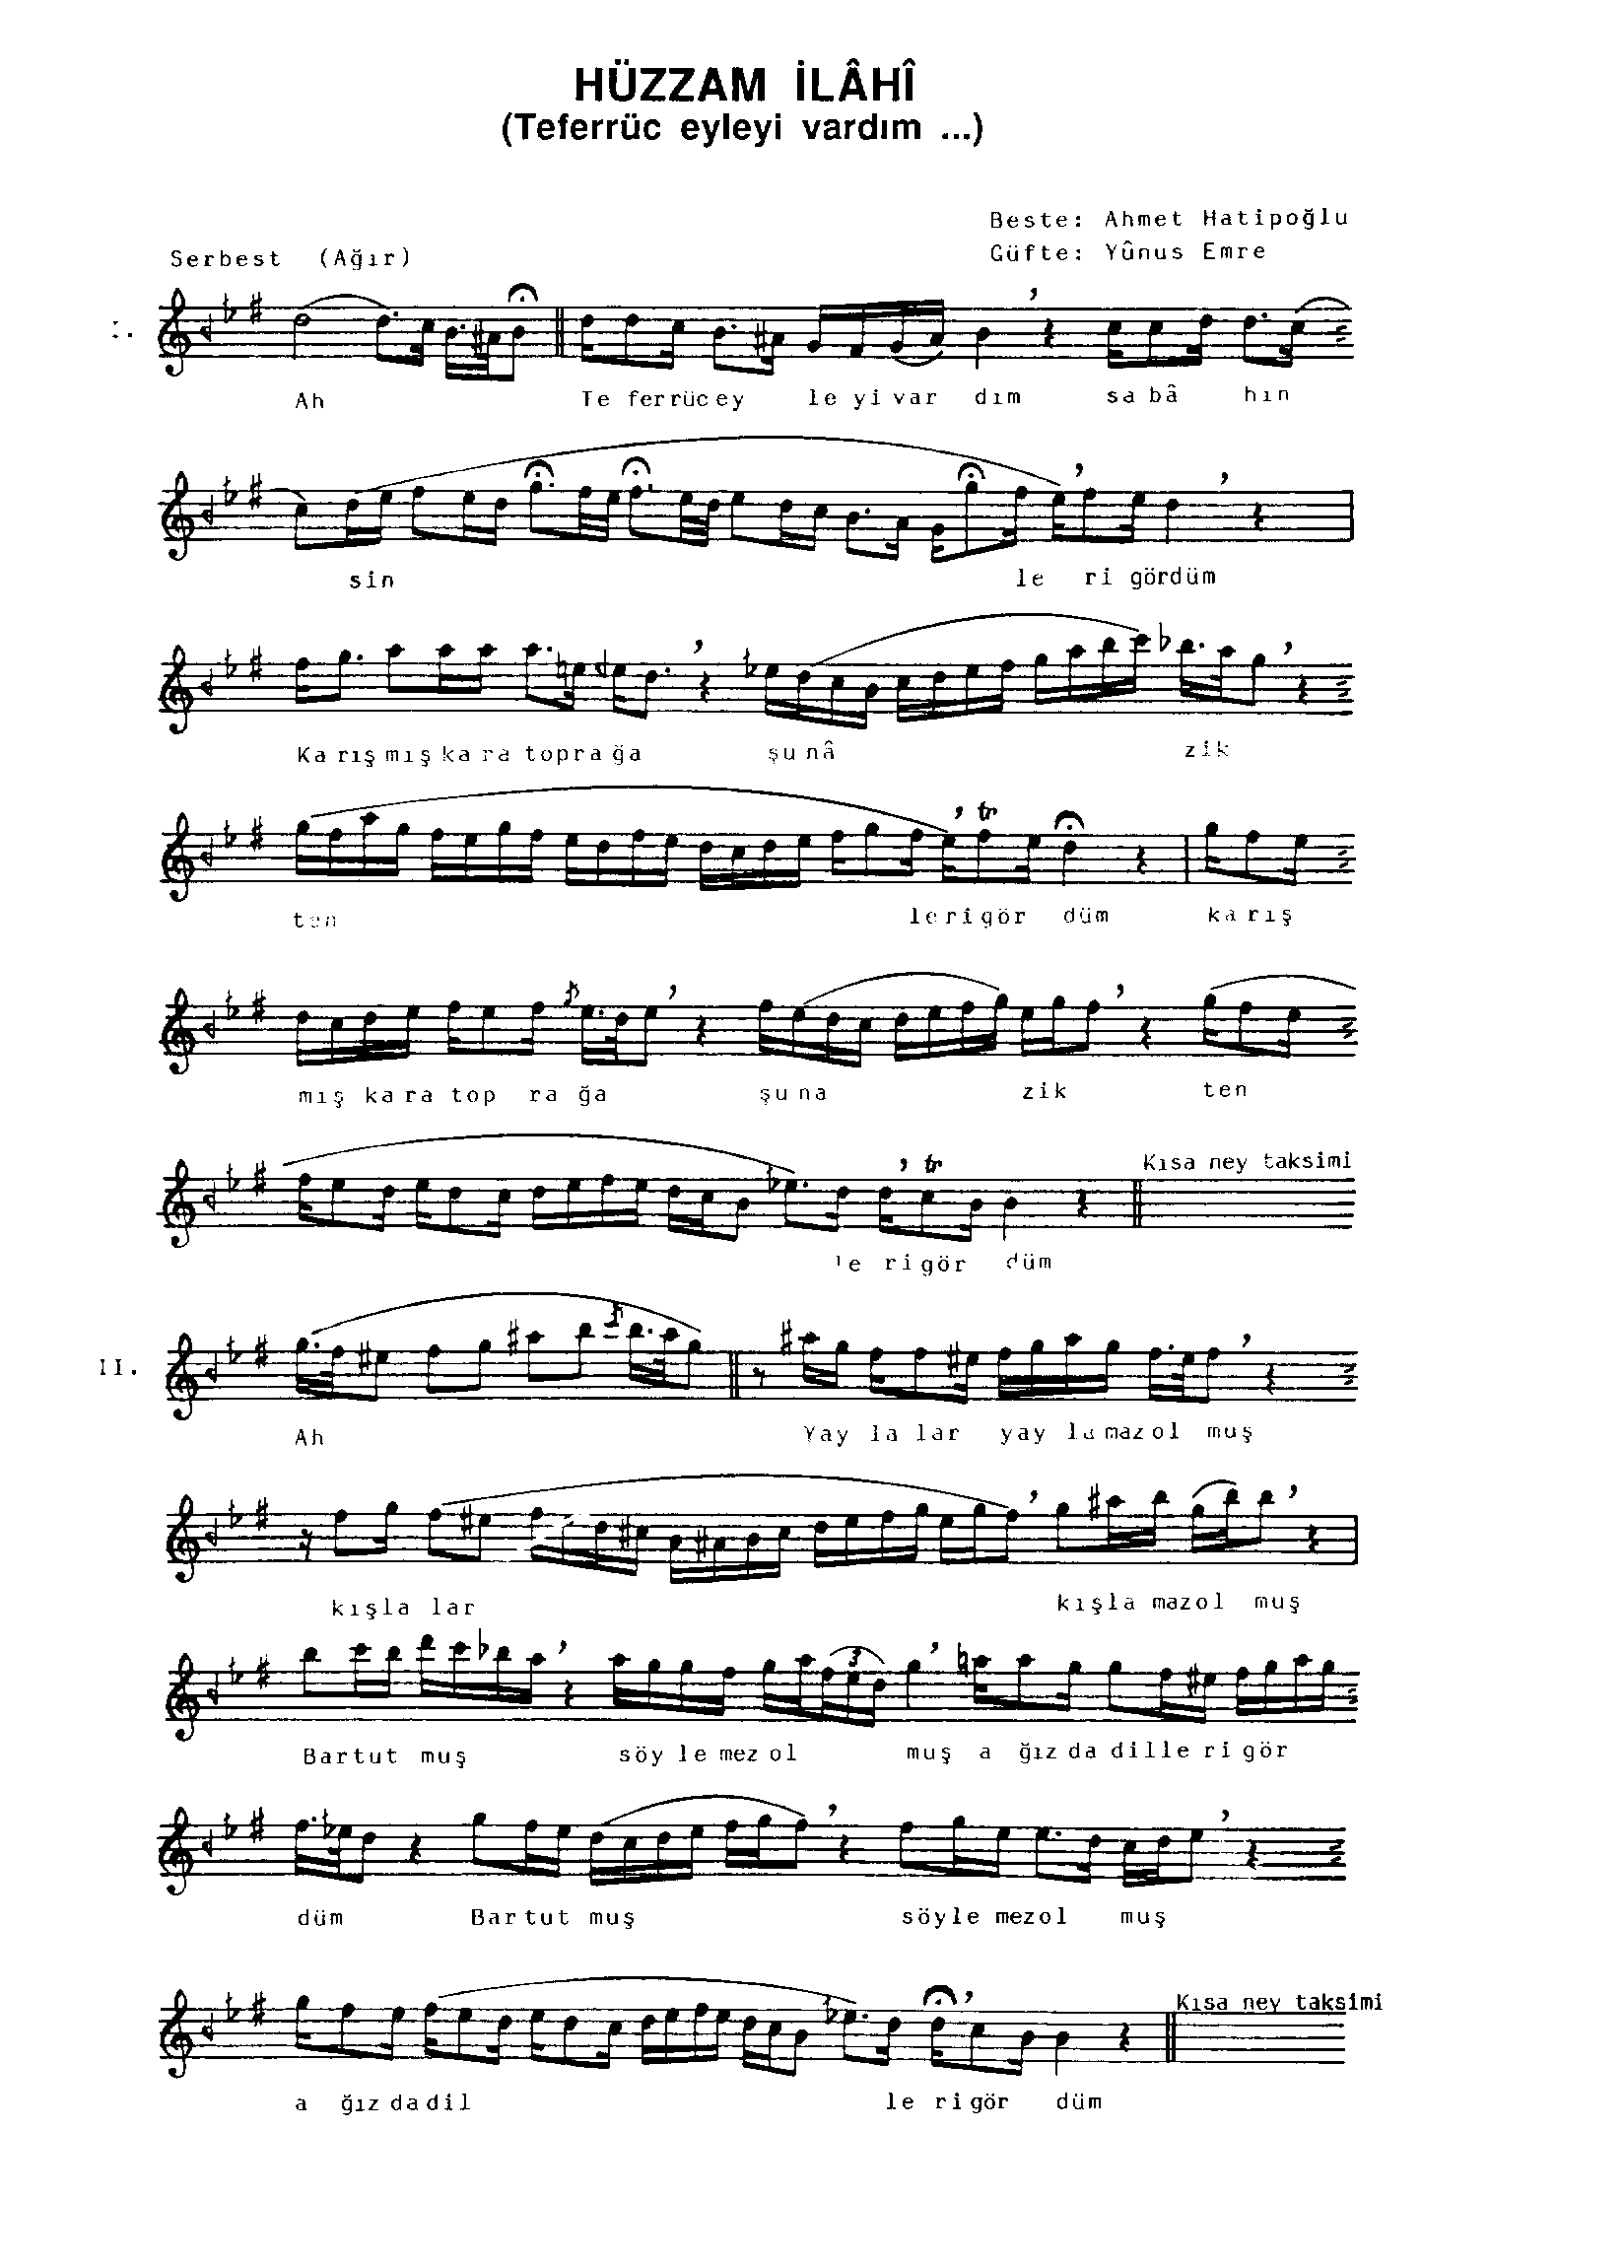 HÜZZAM İLÂHÎ
(Teferrüc eyleyi vardım ...)
Beste: Ahmet Hatipoğlu
Serbest (Ağır)
Güfte: Yûnus Emre
I.
Ah Te ferrüc ey le yi var dım sa bâ hın
sin le ri gördüm
Ka rış mış ka ra topra ğa şu nâ zik
ten le ri gör düm ka rış
mış ka ra top ra ğa şu na zik ten
Kısa ney taksimi
le ri gör düm
II.
Ah Yay la lar yay la maz ol muş
3
kışla lar kışla mazol muş
Bar tut muş söy le mez ol muş a ğız da dil le ri gör
düm Bar tut muş söyle mezol muş
Kısa ney taksimi
a ğız da dil le ri gör düm